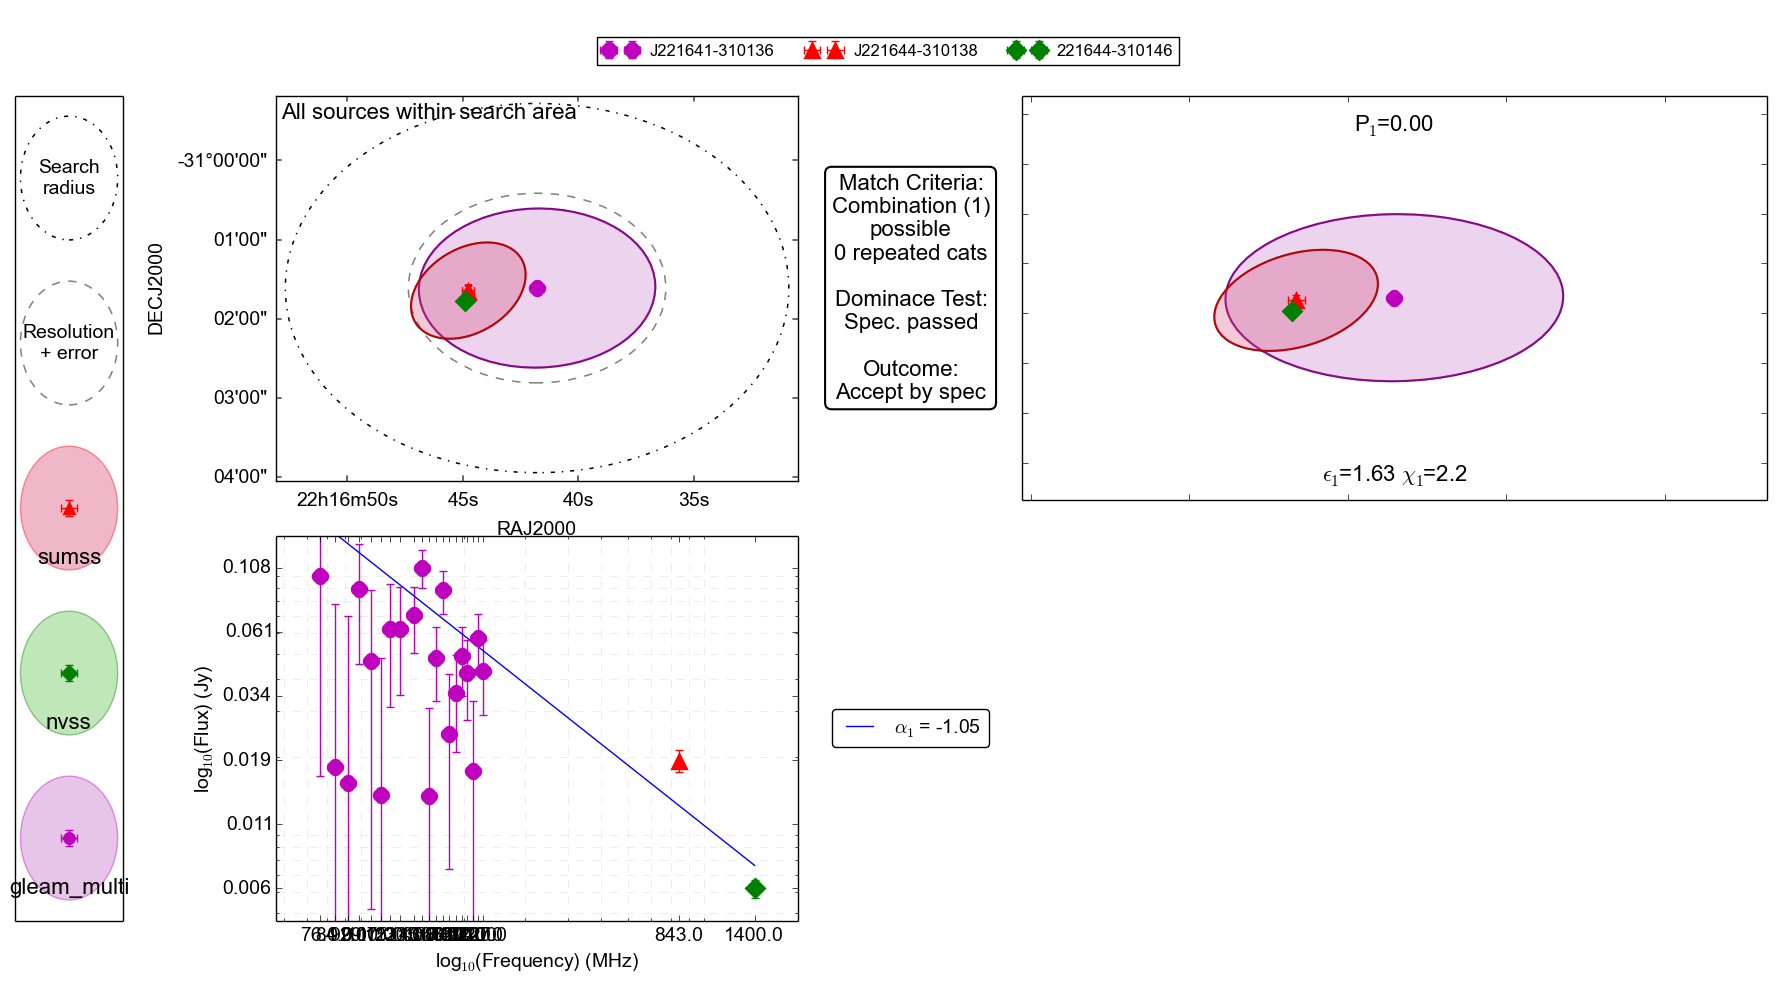 J221641-310136
J221644-310138
221644-310146
Search
radius
Resolution
+ error
sumss
nvss
gleam_multi
All sources within search area
DECJ2000
-31°00'00"
01'00"
02'00"
03'00"
04'00"
22h16m50s
45s
40s
35s
RAJ2000
Match Criteria:
Combination (1)
possible
0 repeated cats
Dominace Test:
Spec. passed
Outcome:
Accept by spec
P₁=0.00
ϵ₁=1.63 χ₁=2.2
log₁₀(Flux) (Jy)
0.108
0.061
0.034
0.019
0.011
0.006
843.0
1400.0
log₁₀(Frequency) (MHz)
α₁ = -1.05